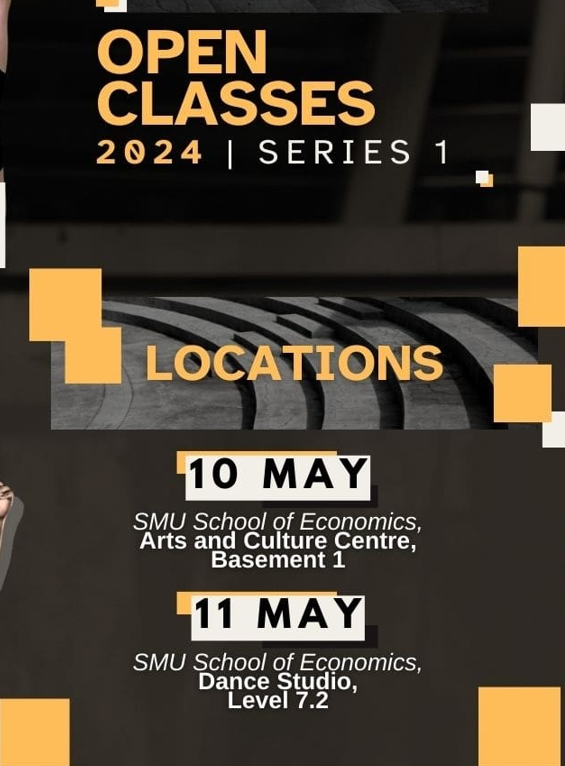 OPEN
CLASSES
2024 | SERIES 1
LOCATIONS
10 MAY
SMU School of Economics,
Arts and Culture Centre,
Basement 1
11 MAY
SMU School of Economics,
Dance Studio,
Level 7.2